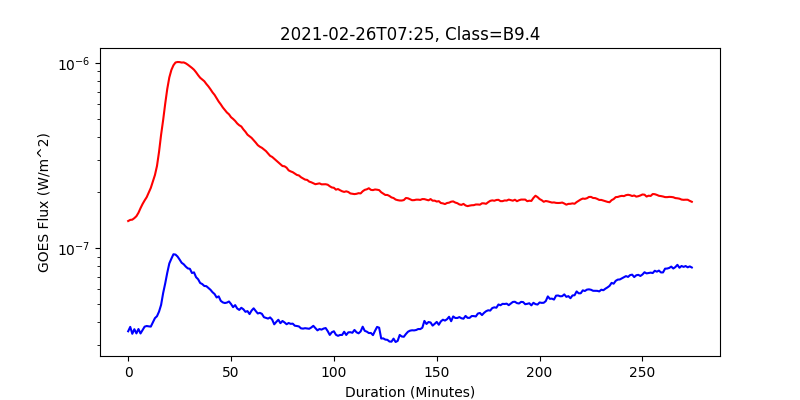 2021-02-26T07:25, Class=B9.4
GOES Flux (W/m^2)
10⁻⁶
10⁻⁷
0 50 100 150 200 250
Duration (Minutes)